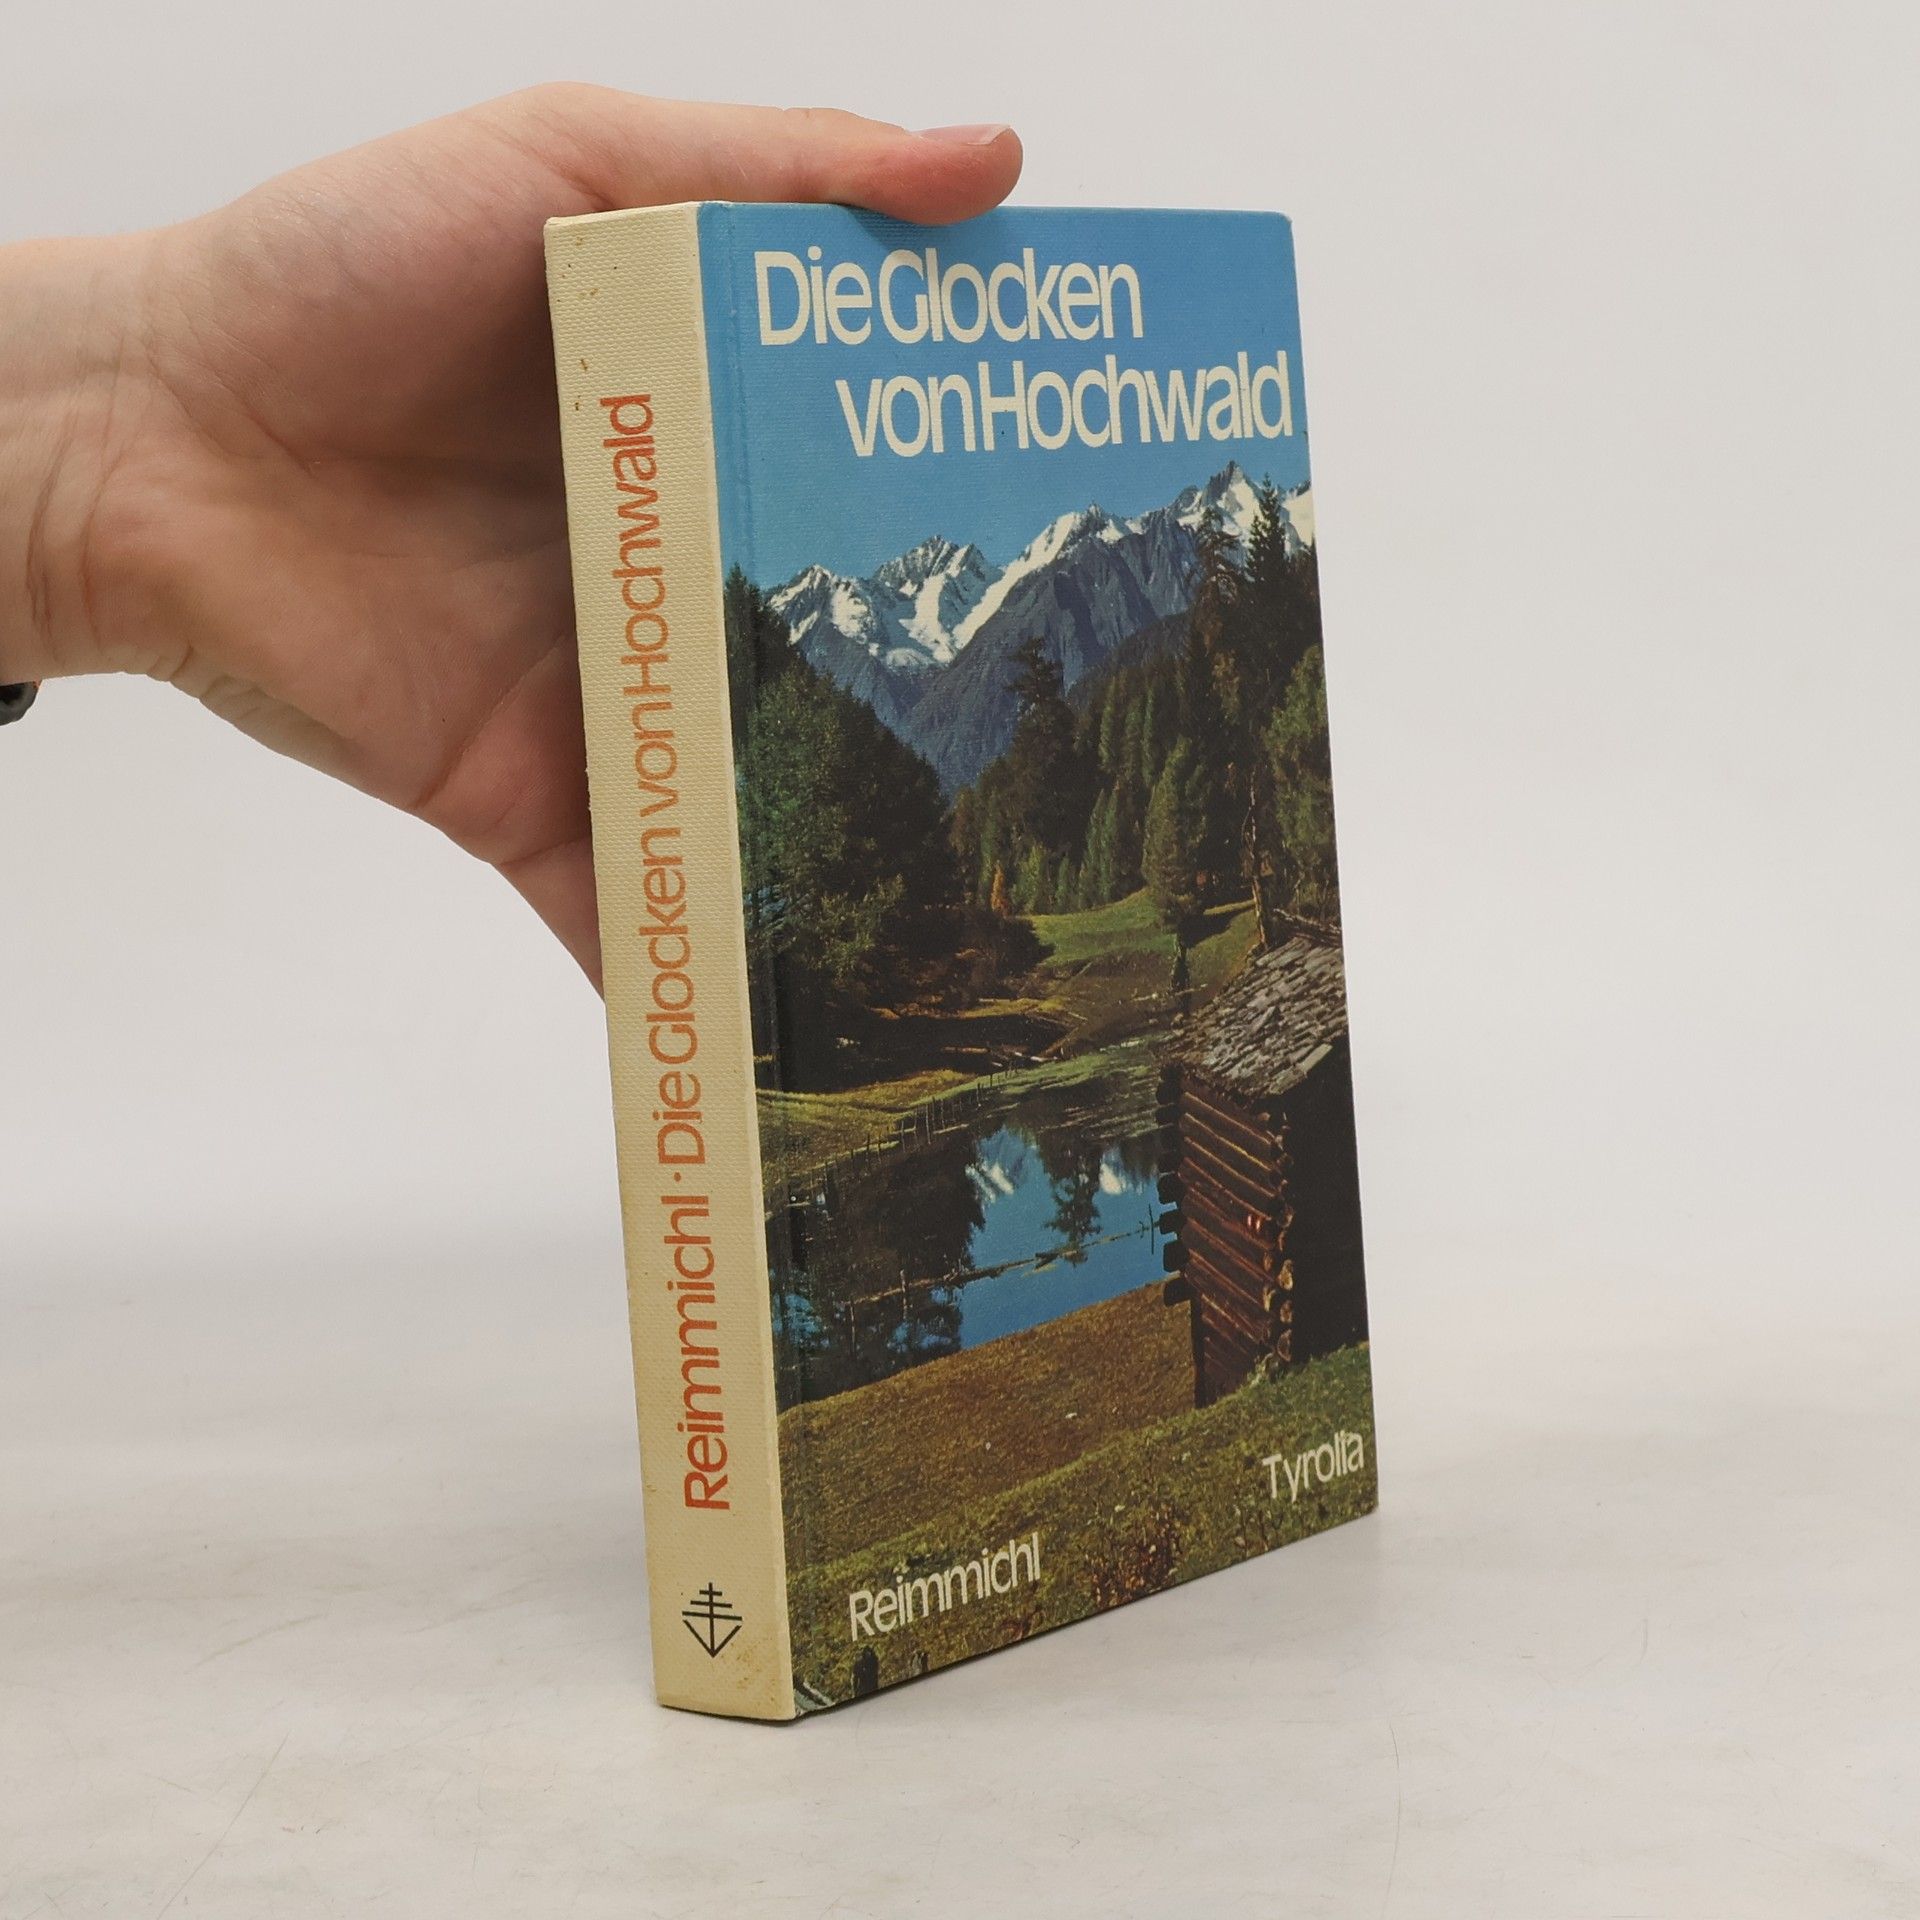 Die Glocken
von Hochwald
Reimmichl · Die Glocken von Hochwald
Tyrolia
Reimmichl